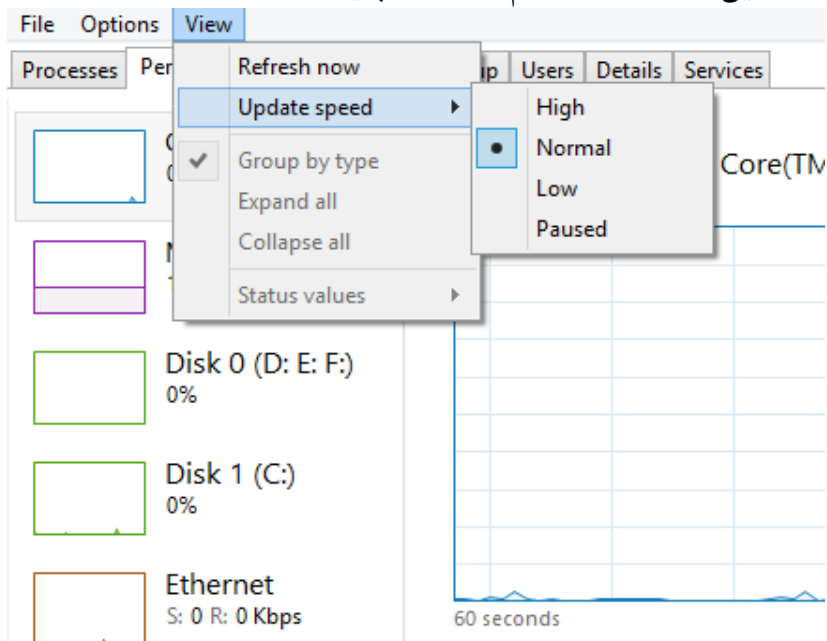 File Options View
Processes Per up Users Details Services
Refresh now
Update speed
Group by type
Expand all
Collapse all
Status values
High
Normal
Low
Paused
Core(TM
Disk 0 (D: E: F:)
0%
Disk 1 (C:)
0%
Ethernet
S: 0 R: 0 Kbps
60 seconds